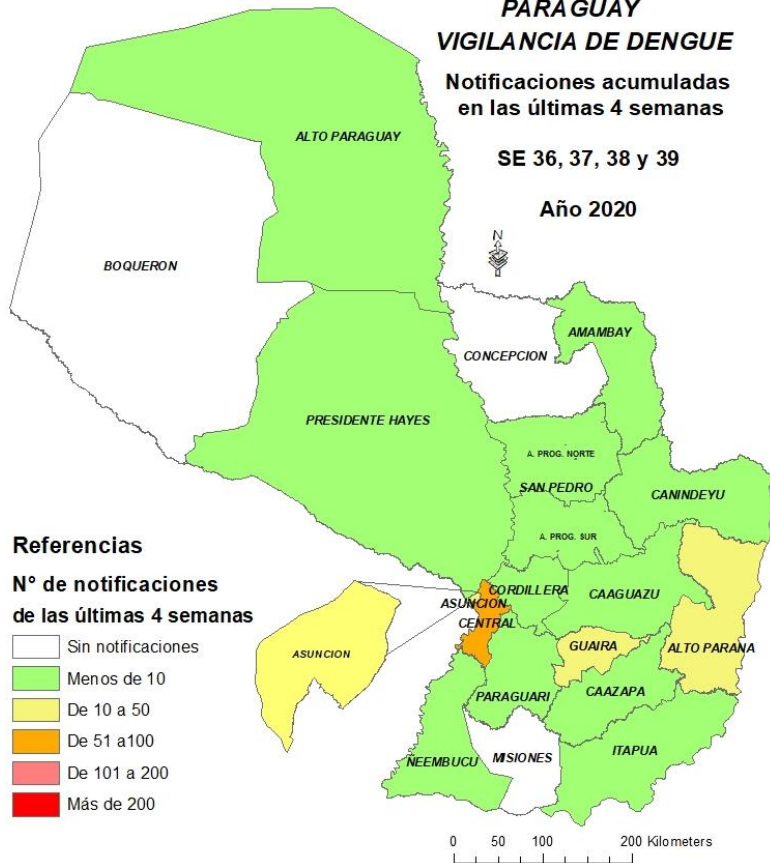 PARAGUAY
VIGILANCIA DE DENGUE
Notificaciones acumuladas
en las últimas 4 semanas
SE 36, 37, 38 y 39
Año 2020
N
ALTO PARAGUAY
BOQUERON
CONCEPCION
AMAMBAY
PRESIDENTE HAYES
A. PROG. NORTE
SAN PEDRO
CANINDEYU
A. PROG. SUR
CORDILLERA
CAAGUAZU
ASUNCION
CENTRAL
GUAIRA
ALTO PARANA
ASUNCION
PARAGUARI
CAAZAPA
ÑEEMBUCU
MISIONES
ITAPUA
Referencias
N° de notificaciones
de las últimas 4 semanas
Sin notificaciones
Menos de 10
De 10 a 50
De 51 a100
De 101 a 200
Más de 200
0 50 100 200 Kilometers